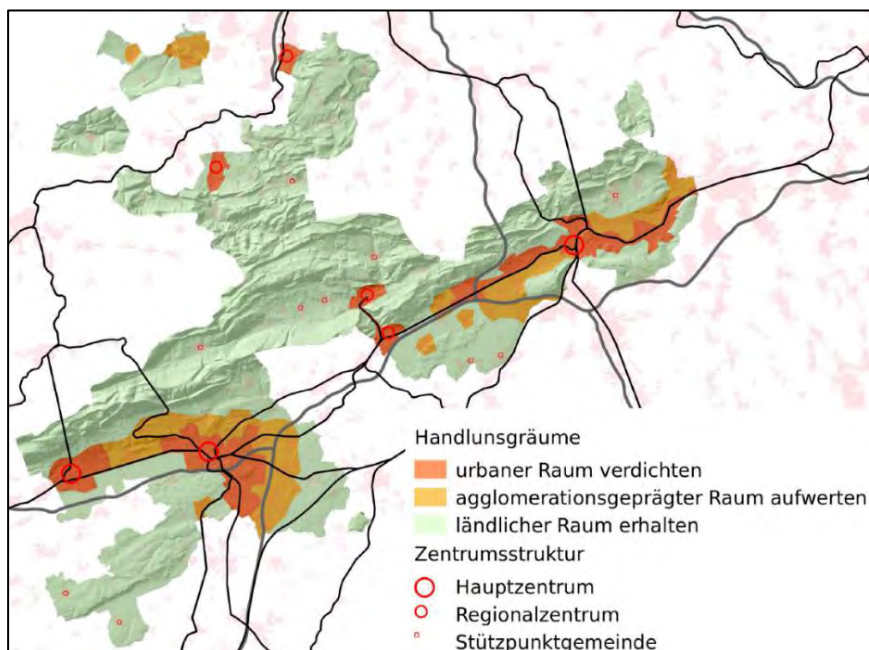 Handlunsgräume
urbaner Raum verdichten
agglomerationsgeprägter Raum aufwerten
ländlicher Raum erhalten
Zentrumsstruktur
Hauptzentrum
Regionalzentrum
Stützpunktgemeinde